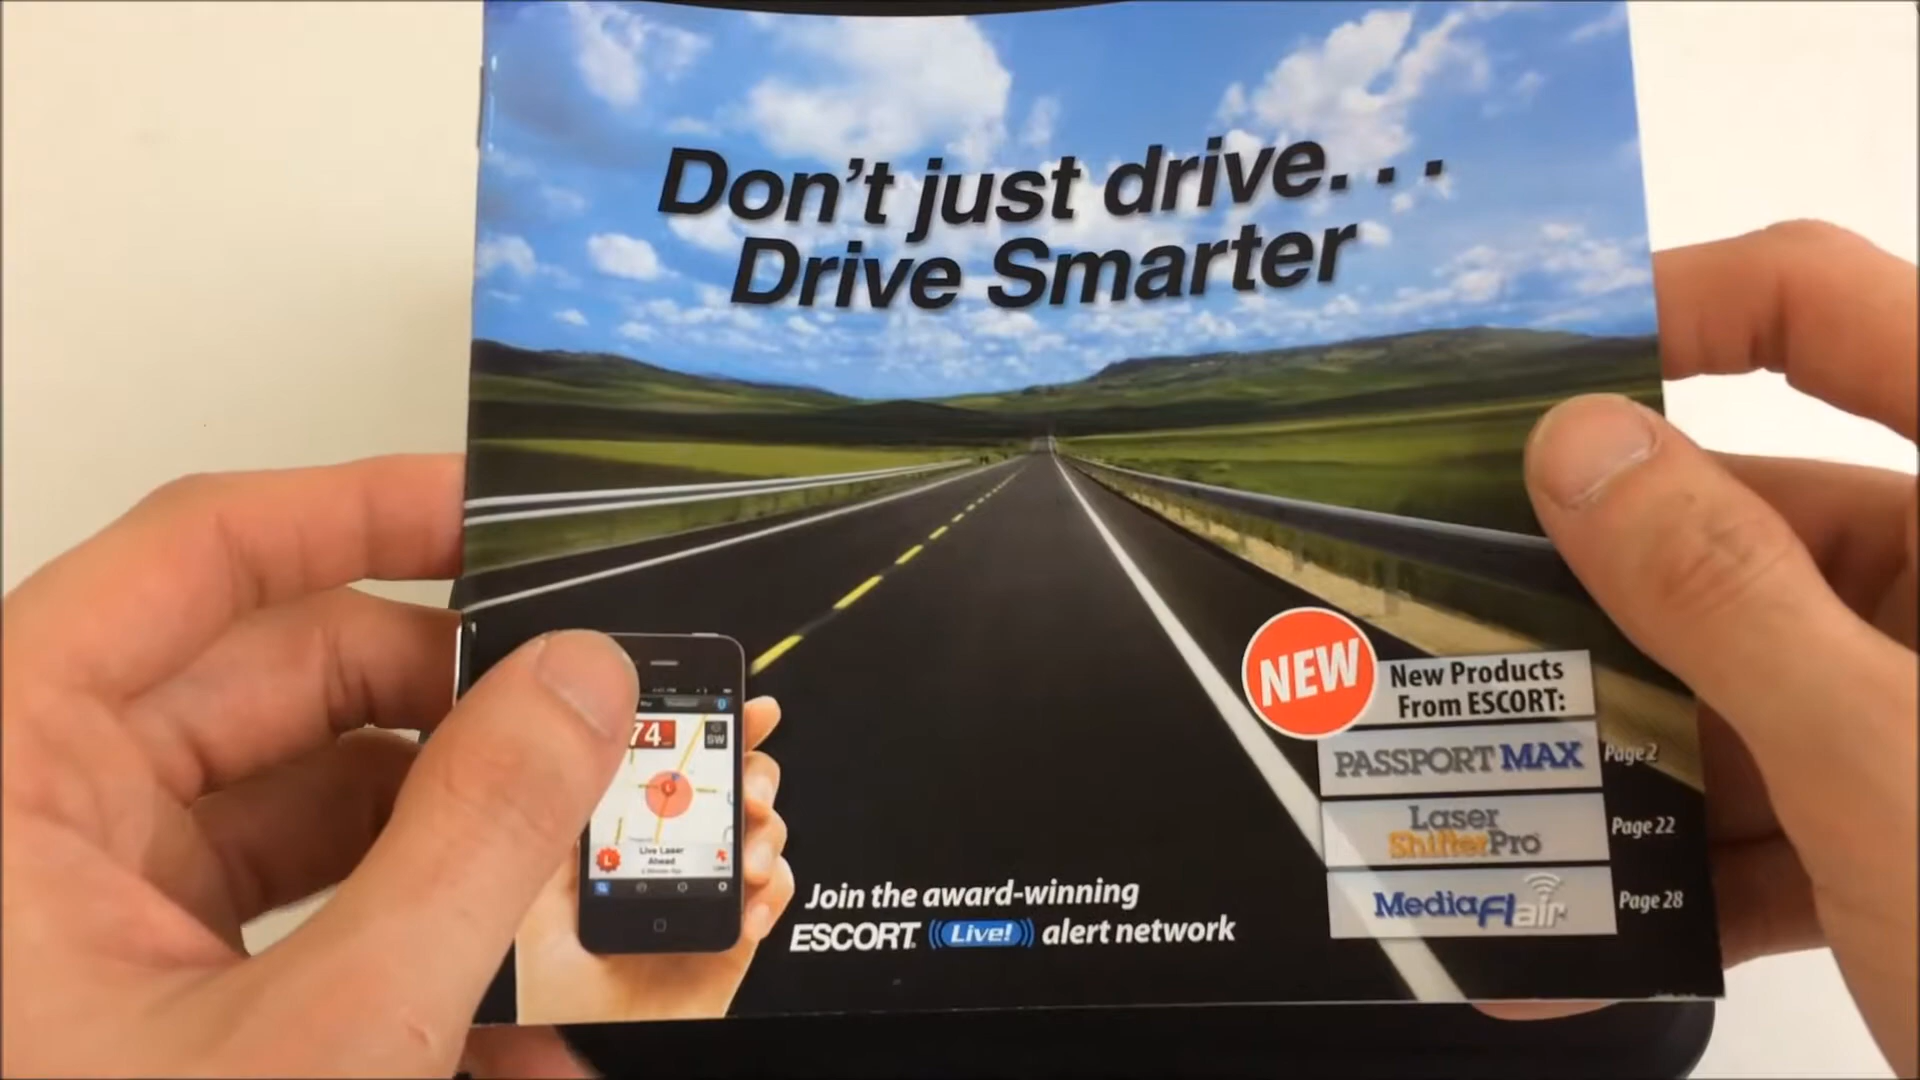 Don't just drive...
Drive Smarter
NEW
New Products
From ESCORT:
PASSPORT MAX Page 2
Laser
ShifterPro Page 22
MediaFlair Page 28
74
SW
L
L
Live Laser
Ahead
Join the award-winning
ESCORT Live! alert network